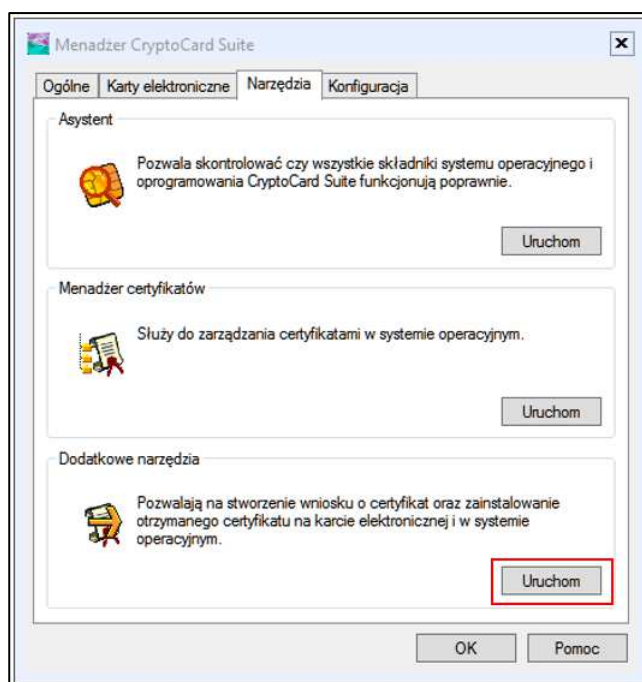 Menadżer CryptoCard Suite
Ogólne Karty elektroniczne Narzędzia Konfiguracja
Asystent
Pozwala skontrolować czy wszystkie składniki systemu operacyjnego i
oprogramowania CryptoCard Suite funkcjonują poprawnie.
Uruchom
Menadżer certyfikatów
Służy do zarządzania certyfikatami w systemie operacyjnym.
Uruchom
Dodatkowe narzędzia
Pozwalają na stworzenie wniosku o certyfikat oraz zainstalowanie
otrzymanego certyfikatu na karcie elektronicznej i w systemie
operacyjnym.
Uruchom
OK Pomoc